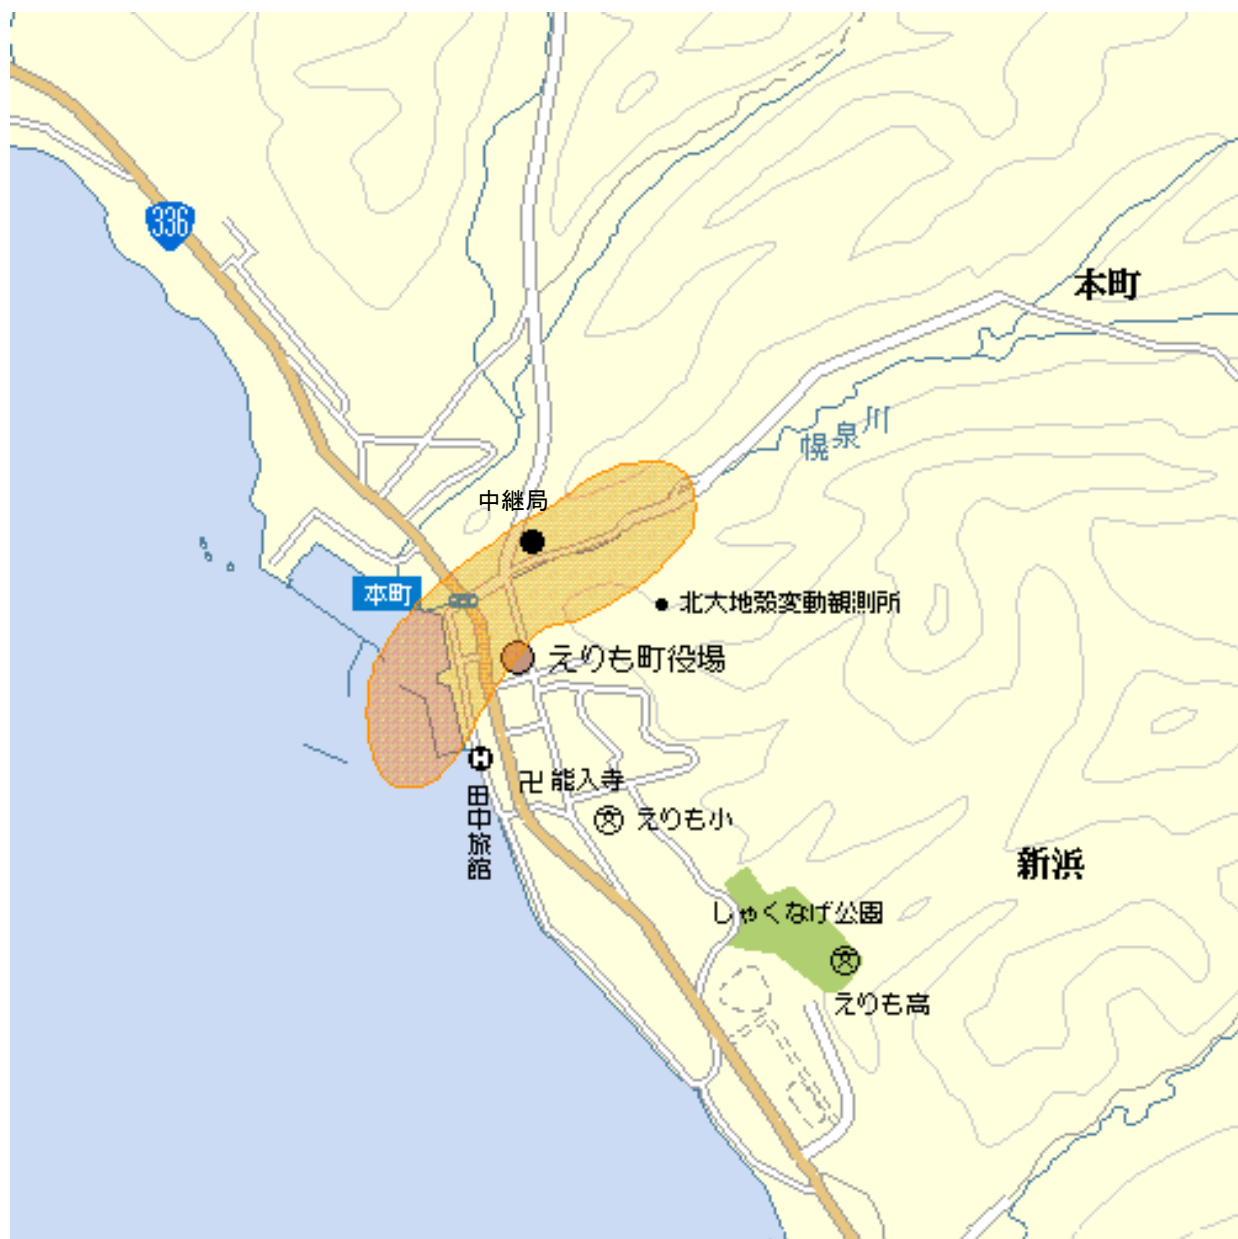 336
本町
幌泉川
中継局
本町
北大地殻変動観測所
えりも町役場
卍能入寺
田中旅館
えりも小
新浜
しゃくなげ公園
えりも高